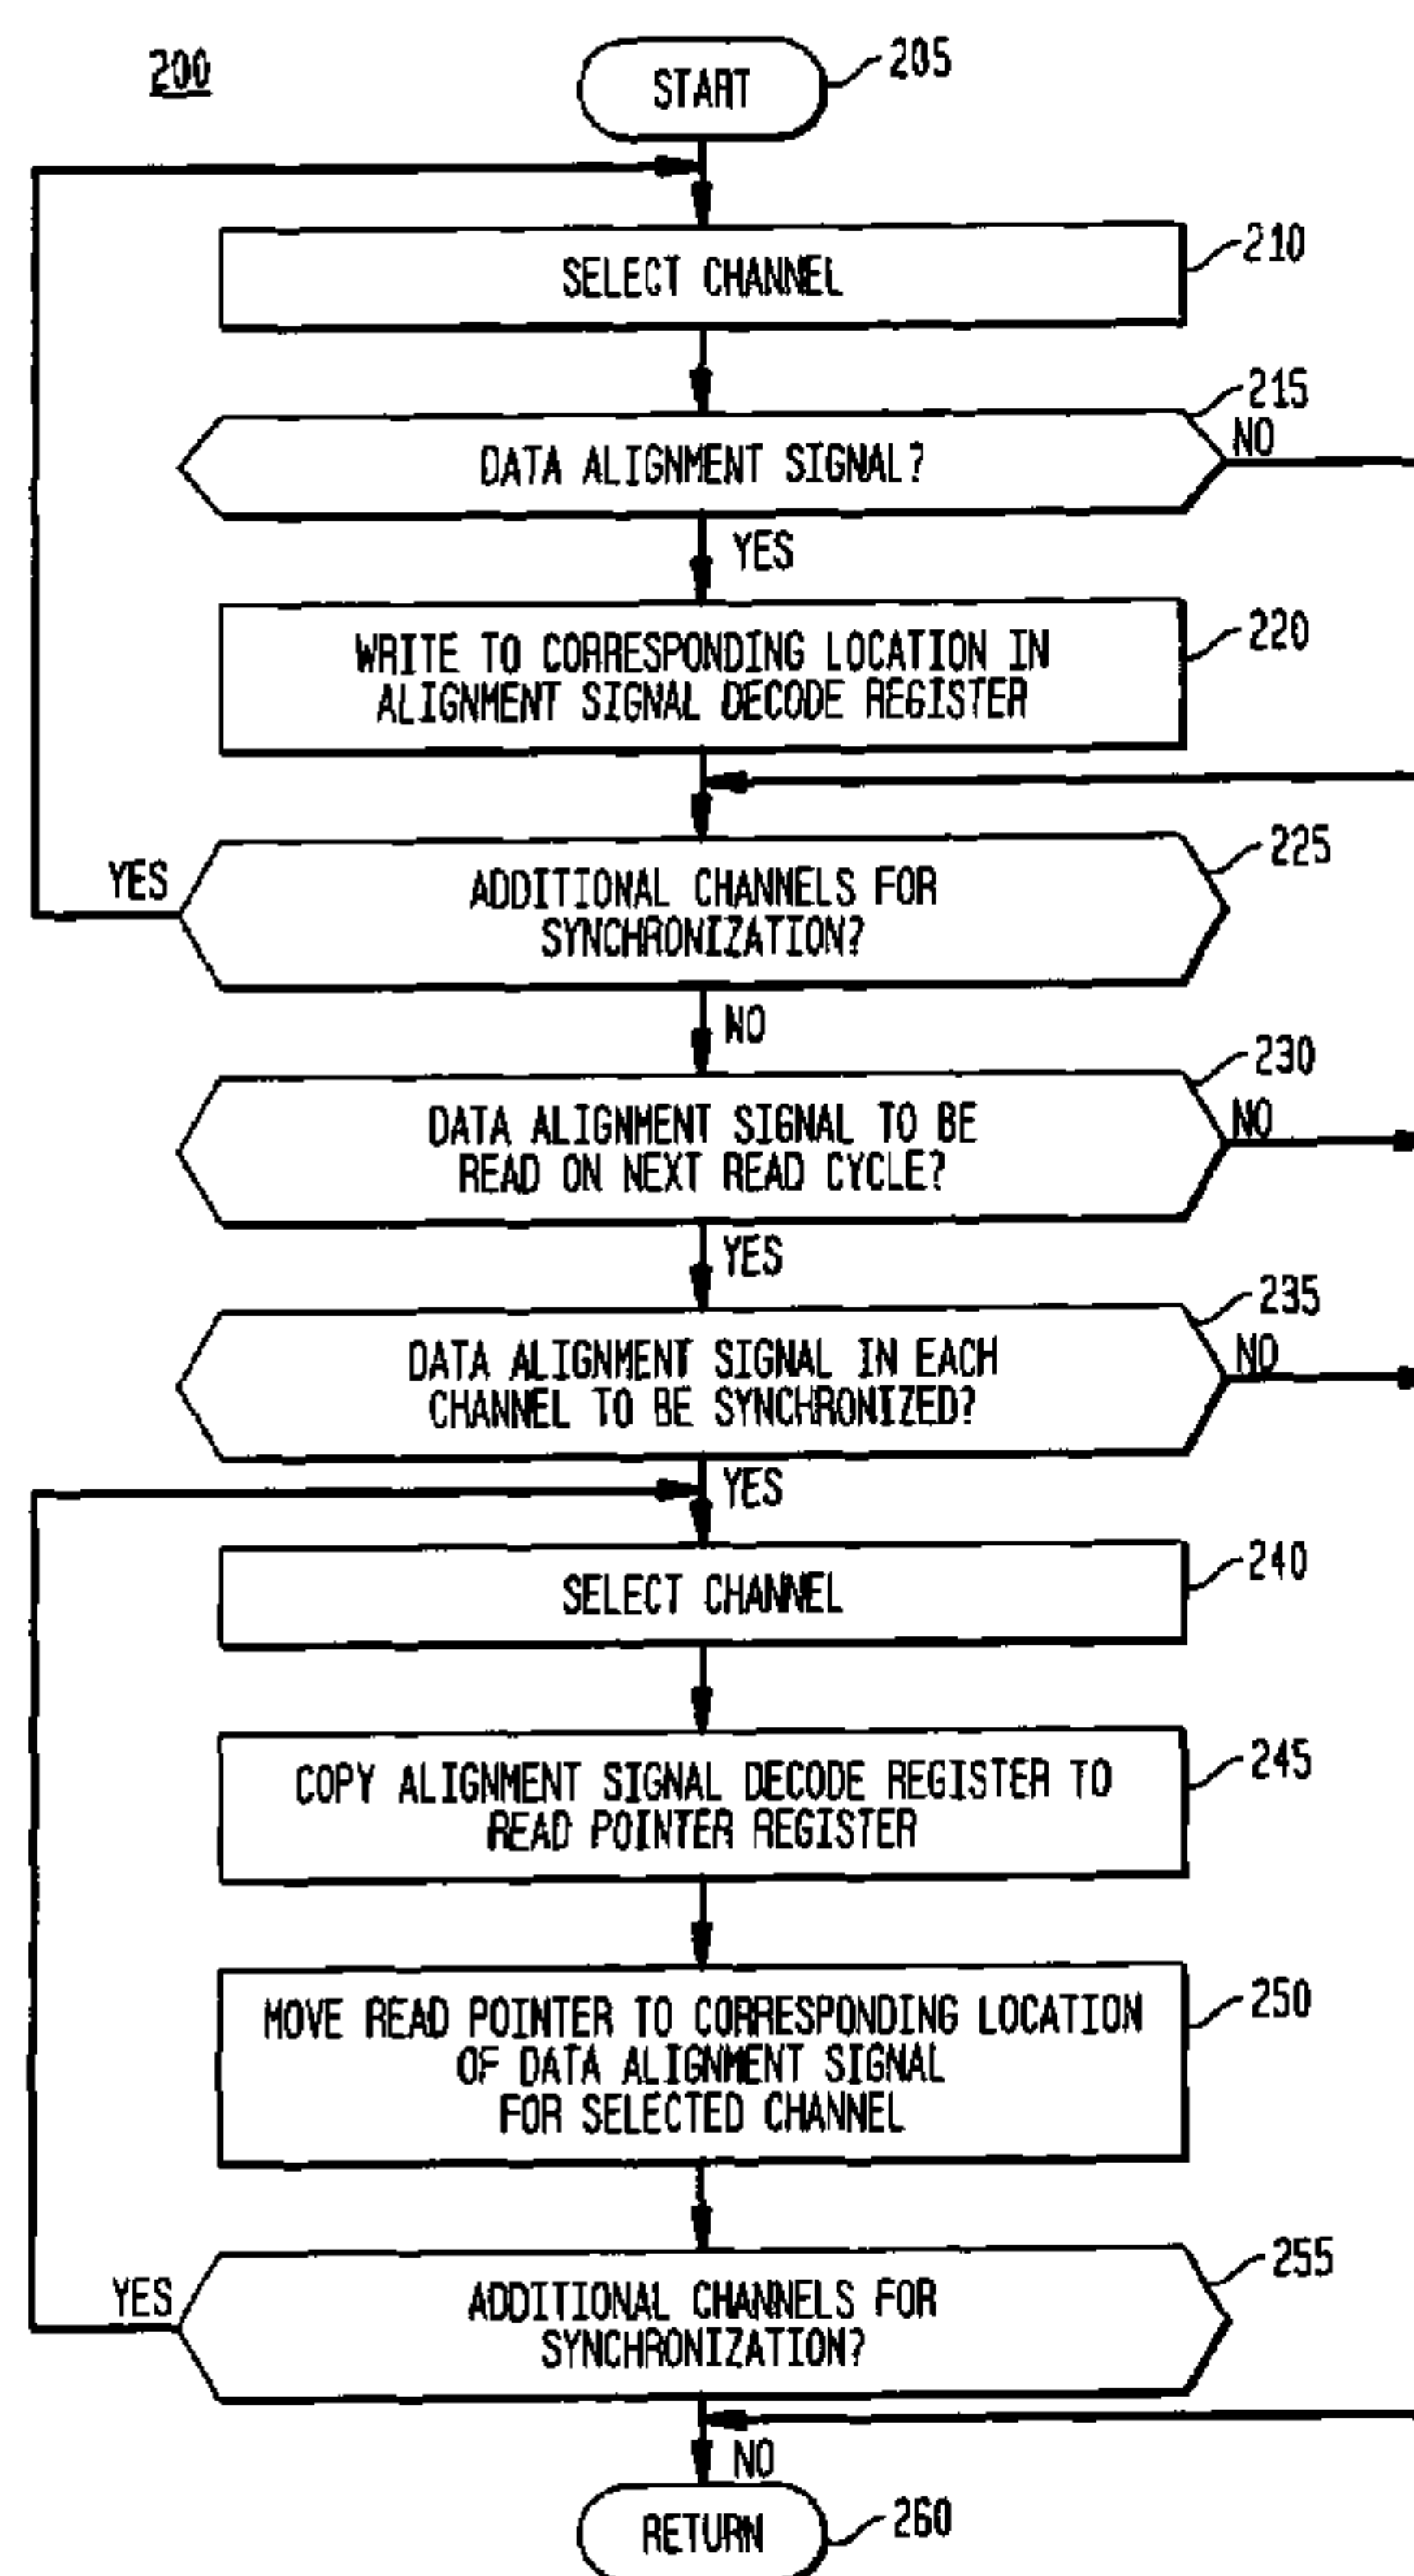 200
START
205
SELECT CHANNEL
210
DATA ALIGNMENT SIGNAL?
215
NO
YES
WRITE TO CORRESPONDING LOCATION IN
ALIGNMENT SIGNAL DECODE REGISTER
220
YES
ADDITIONAL CHANNELS FOR
SYNCHRONIZATION?
225
NO
DATA ALIGNMENT SIGNAL TO BE
READ ON NEXT READ CYCLE?
230
NO
YES
DATA ALIGNMENT SIGNAL IN EACH
CHANNEL TO BE SYNCHRONIZED?
235
NO
YES
SELECT CHANNEL
240
COPY ALIGNMENT SIGNAL DECODE REGISTER TO
READ POINTER REGISTER
245
MOVE READ POINTER TO CORRESPONDING LOCATION
OF DATA ALIGNMENT SIGNAL
FOR SELECTED CHANNEL
250
YES
ADDITIONAL CHANNELS FOR
SYNCHRONIZATION?
255
NO
RETURN
260